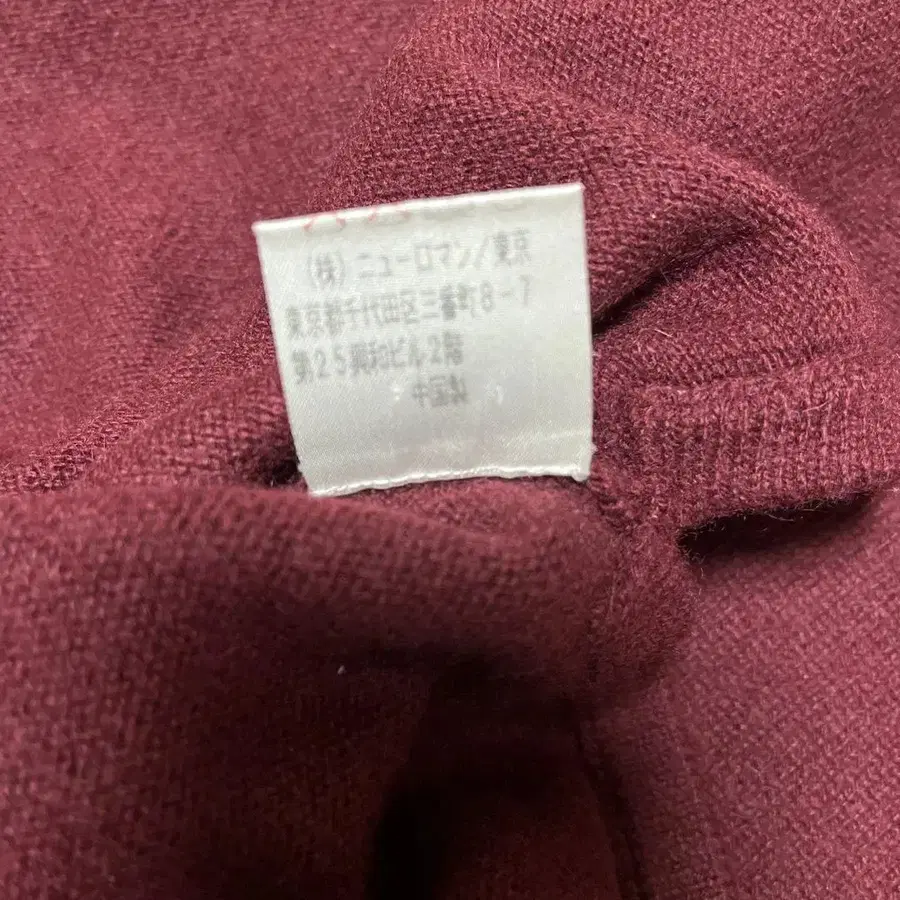 (株)ニューロマン/東京
東京都千代田区三番町8-7
第25興和ビル2階
中国製